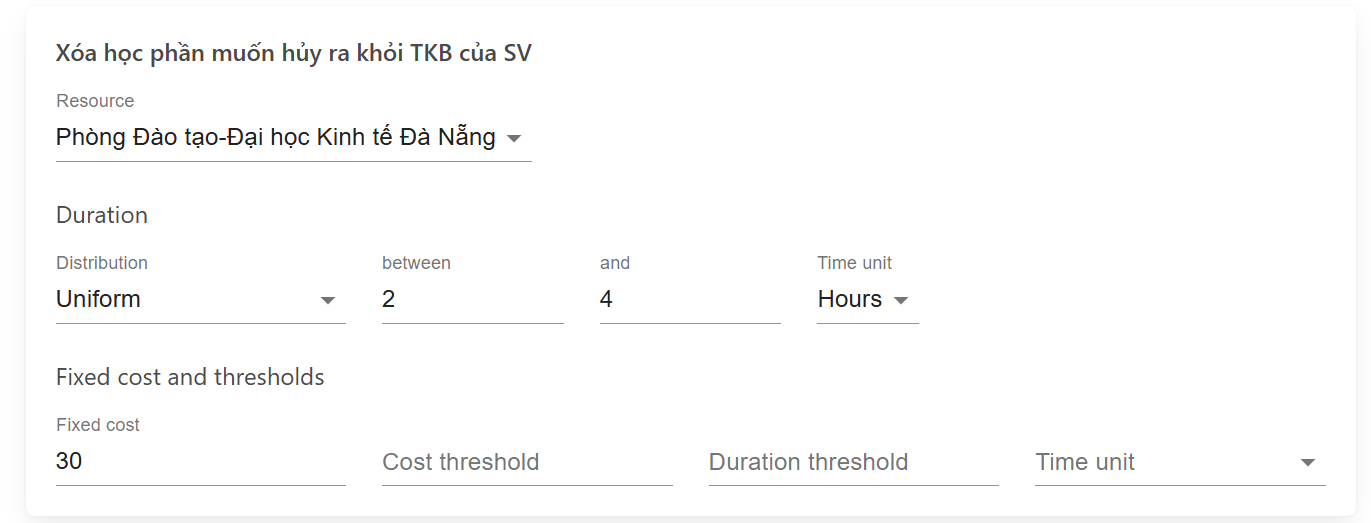 Xóa học phần muốn hủy ra khỏi TKB của SV
Resource
Phòng Đào tạo-Đại học Kinh tế Đà Nẵng
Duration
Distribution between and Time unit
Uniform 2 4 Hours
Fixed cost and thresholds
Fixed cost
30 Cost threshold Duration threshold Time unit